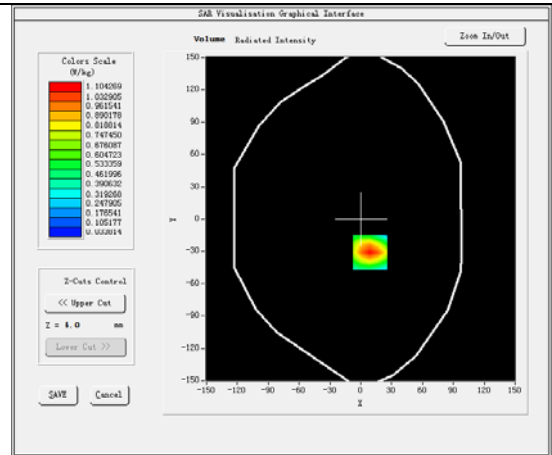 SAR Visualisation Graphical Interface
Volume Radiated Intensity
Zoom In/Out
Colors Scale
(W/kg)
1.104269
1.032905
0.961541
0.890178
0.818814
0.747450
0.676087
0.604723
0.533359
0.461996
0.390632
0.319268
0.247905
0.176541
0.105177
0.033814
Z-Cuts Control
<< Upper Cut
Z = 4.0 mm
Lower Cut >>
SAVE
Cancel
150
120
90
60
30
0
-30
-60
-90
-120
-150
Y
-150 -120 -90 -60 -30 0 30 60 90 120 150
X